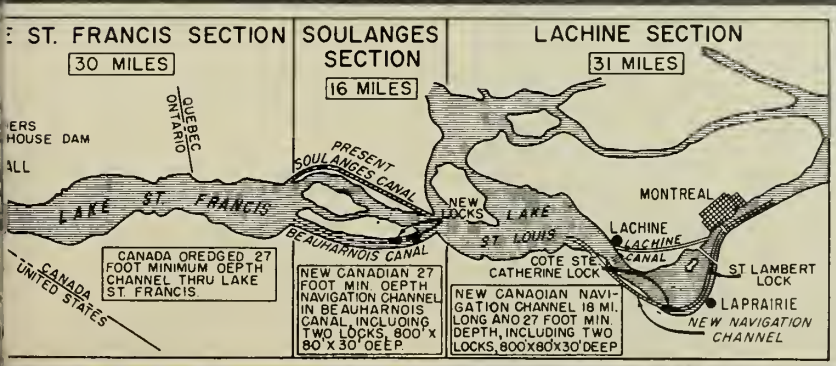 E ST. FRANCIS SECTION
30 MILES
SOULANGES
SECTION
16 MILES
LACHINE SECTION
31 MILES
QUEBEC
ONTARIO
ERS
HOUSE DAM
ALL
PRESENT
SOULANGES CANAL
LAKE ST. FRANCIS
BEAUHARNOIS CANAL
NEW
LOCKS
LAKE
ST. LOUIS
MONTREAL
LACHINE
LACHINE
CANAL
COTE STE.
CATHERINE LOCK
ST LAMBERT
LOCK
LAPRAIRIE
NEW NAVIGATION
CHANNEL
CANADA
UNITED STATES
CANADA OREDGED 27
FOOT MINIMUM OEPTH
CHANNEL THRU LAKE
ST. FRANCIS.
NEW CANADIAN 27
FOOT MIN. OEPTH
NAVIGATION CHANNEL
IN BEAUHARNOIS
CANAL, INCLUDING
TWO LOCKS, 800' X
80' X 30' OEEP.
NEW CANAOIAN NAVI-
GATION CHANNEL 18 MI.
LONG ANO 27 FOOT MIN.
DEPTH, INCLUDING TWO
LOCKS, 800'X80'X30' DEEP